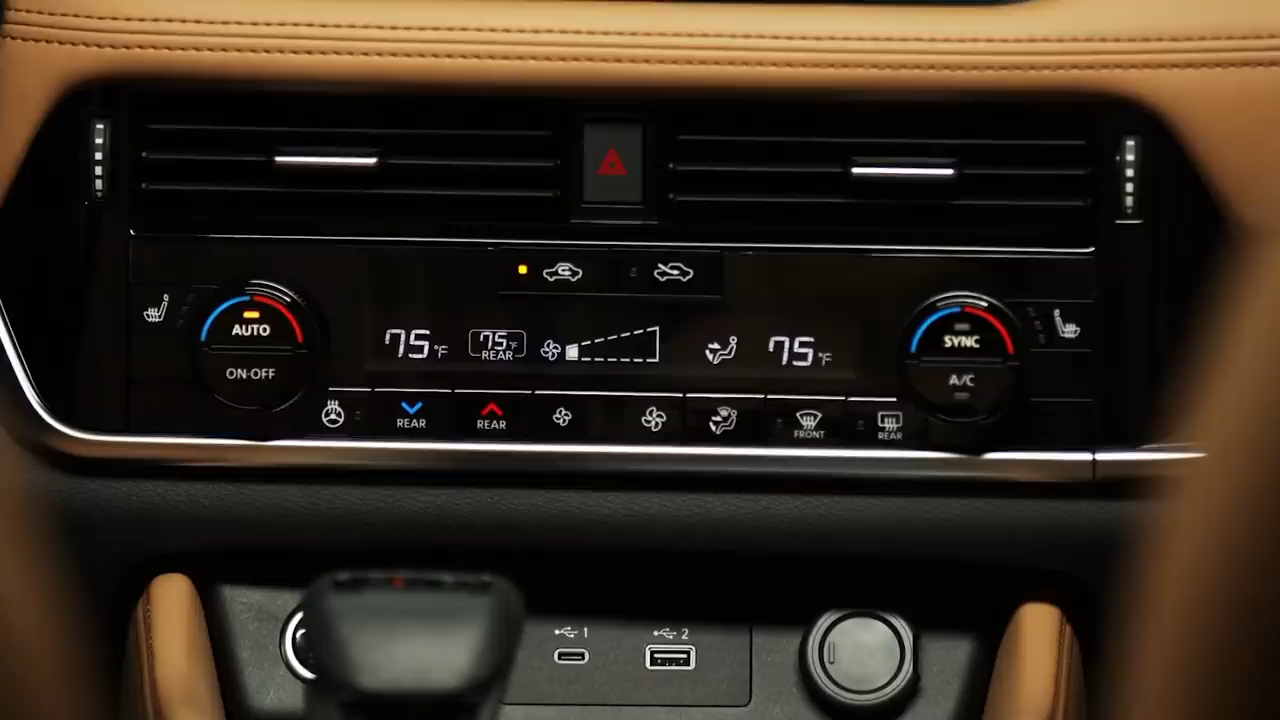 AUTO
ON·OFF
75°F
75°F
REAR
75°F
SYNC
A/C
REAR
REAR
FRONT
REAR
1
2